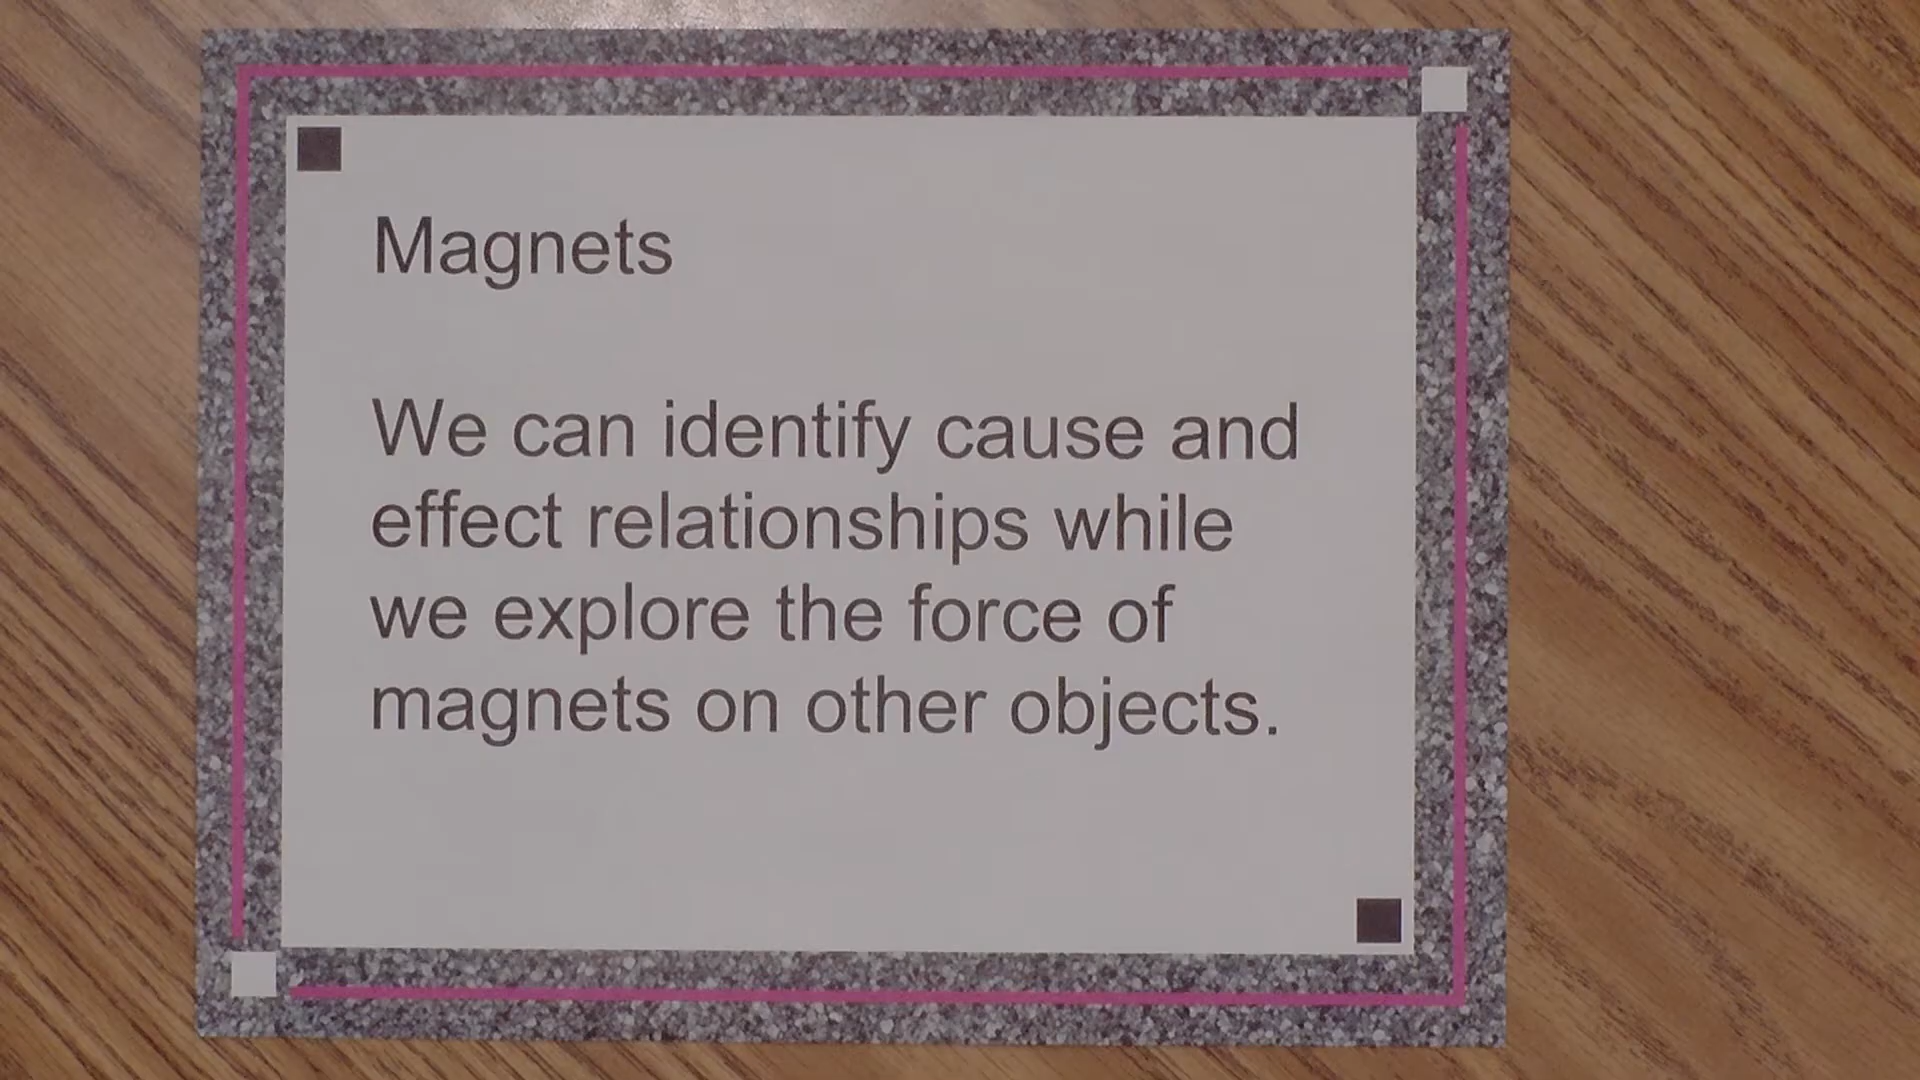 Magnets
We can identify cause and
effect relationships while
we explore the force of
magnets on other objects.